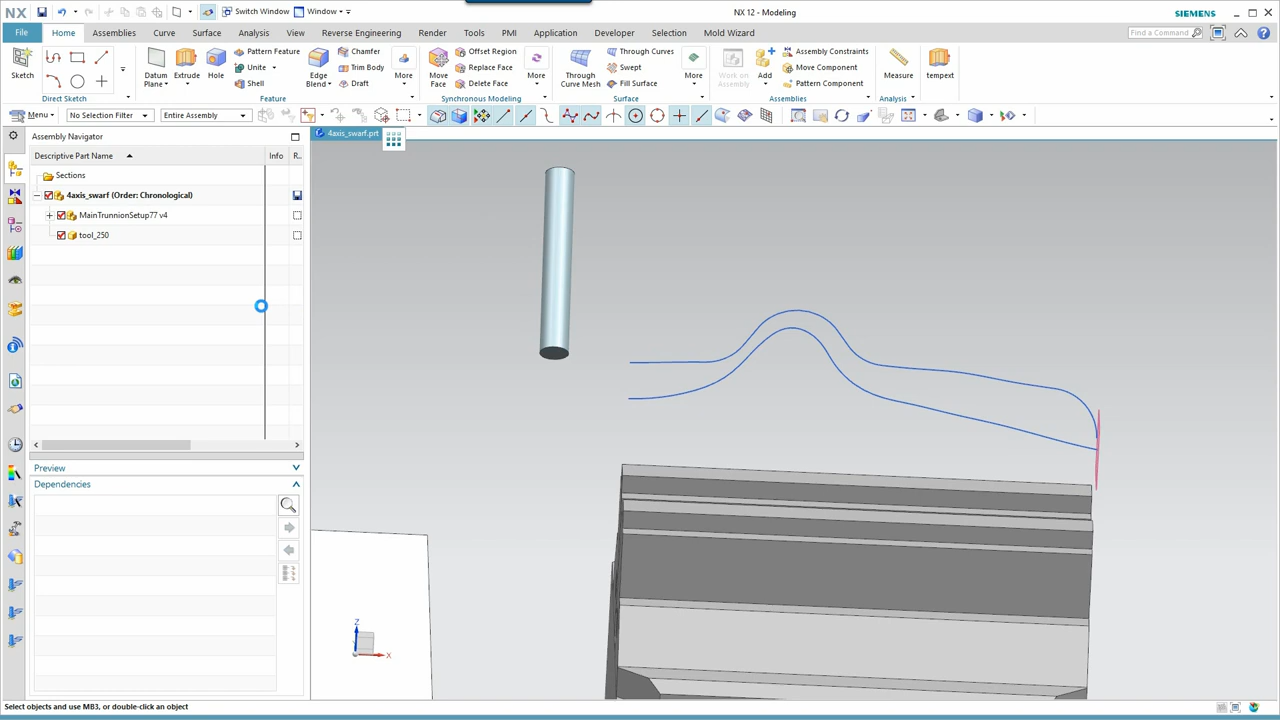 NX
Switch Window
Window
NX 12 - Modeling
SIEMENS
File
Home
Assemblies
Curve
Surface
Analysis
View
Reverse Engineering
Render
Tools
PMI
Application
Developer
Selection
Mold Wizard
Find a Command
Sketch
Direct Sketch
Datum
Plane
Extrude
Hole
Pattern Feature
Unite
Shell
Edge
Blend
Chamfer
Trim Body
Draft
More
Feature
Move
Face
Offset Region
Replace Face
Delete Face
More
Synchronous Modeling
Through
Curve Mesh
Through Curves
Swept
Fill Surface
More
Surface
Work on
Assembly
Add
Assembly Constraints
Move Component
Pattern Component
Assemblies
Measure
Analysis
tempext
Menu
No Selection Filter
Entire Assembly
Assembly Navigator
4axis_swarf.prt
Descriptive Part Name
Info
R..
Sections
4axis_swarf (Order: Chronological)
MainTrunnionSetup77 v4
tool_250
Preview
Dependencies
Z
X
Select objects and use MB3, or double-click an object